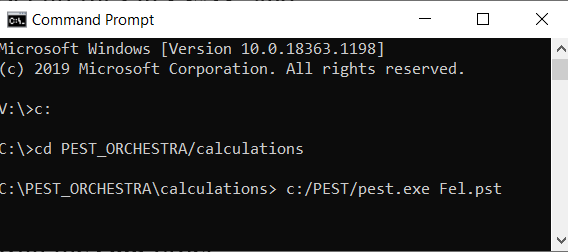 Command Prompt
Microsoft Windows [Version 10.0.18363.1198]
(c) 2019 Microsoft Corporation. All rights reserved.
V:\>c:
C:\>cd PEST_ORCHESTRA/calculations
C:\PEST_ORCHESTRA\calculations> c:/PEST/pest.exe Fel.pst